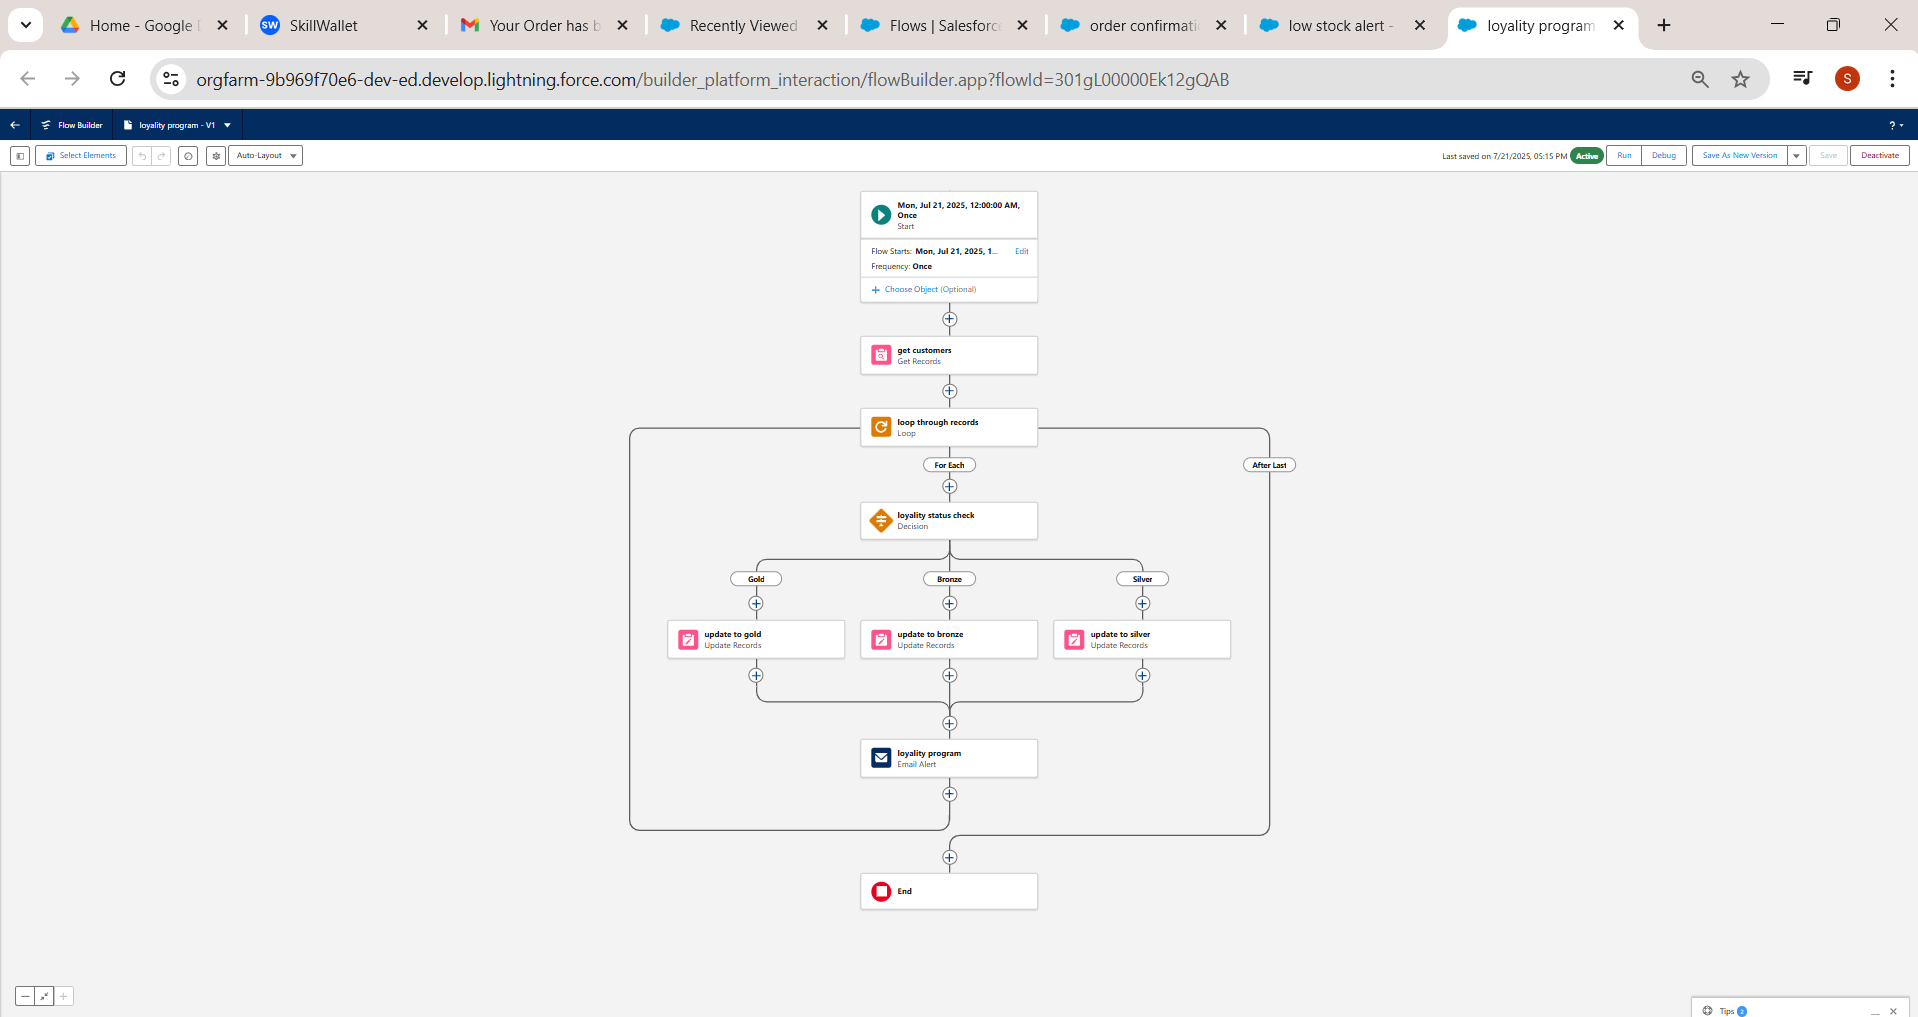 Home - Google D
SkillWallet
Your Order has b
Recently Viewed
Flows | Salesforce
order confirmati
low stock alert -
loyality program
orgfarm-9b969f70e6-dev-ed.develop.lightning.force.com/builder_platform_interaction/flowBuilder.app?flowId=301gL00000Ek12gQAB
S
Flow Builder
loyality program - V1
?
Select Elements
Auto-Layout
Last saved on 7/21/2025, 05:15 PM
Active
Run
Debug
Save As New Version
Save
Deactivate
Mon, Jul 21, 2025, 12:00:00 AM,
Once
Start
Flow Starts: Mon, Jul 21, 2025, 1...
Edit
Frequency: Once
Choose Object (Optional)
get customers
Get Records
loop through records
Loop
For Each
After Last
loyality status check
Decision
Gold
Bronze
Silver
update to gold
Update Records
update to bronze
Update Records
update to silver
Update Records
loyality program
Email Alert
End
Tips 2